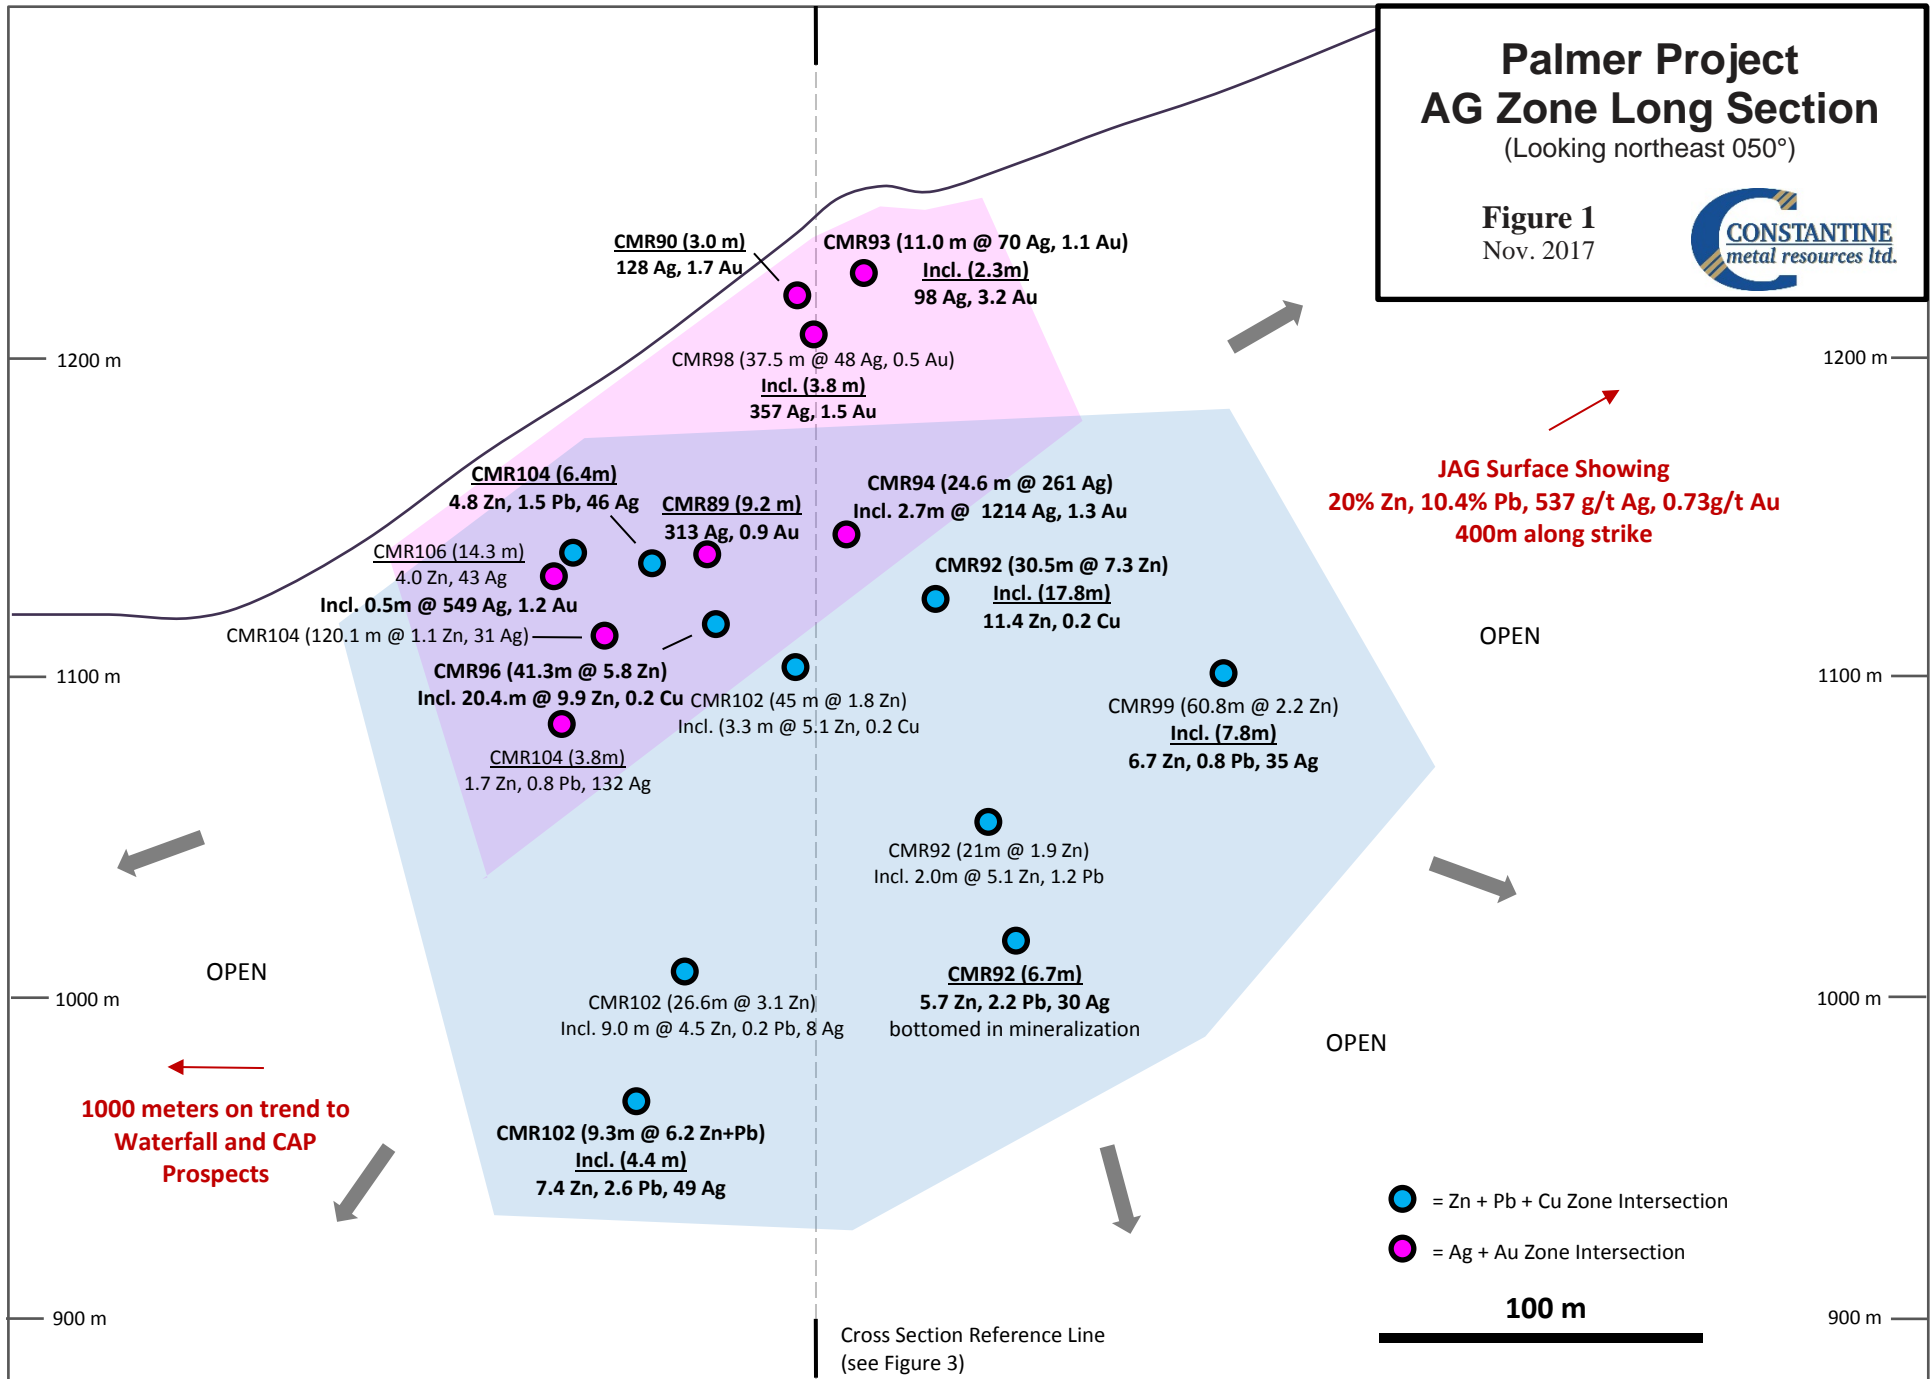 Palmer Project
AG Zone Long Section
(Looking northeast 050°)
Figure 1
Nov. 2017
CONSTANTINE
metal resources ltd.
CMR90 (3.0 m)
128 Ag, 1.7 Au
CMR93 (11.0 m @ 70 Ag, 1.1 Au)
Incl. (2.3m)
98 Ag, 3.2 Au
CMR98 (37.5 m @ 48 Ag, 0.5 Au)
Incl. (3.8 m)
357 Ag, 1.5 Au
1200 m
1200 m
JAG Surface Showing
20% Zn, 10.4% Pb, 537 g/t Ag, 0.73g/t Au
400m along strike
CMR104 (6.4m)
4.8 Zn, 1.5 Pb, 46 Ag
CMR89 (9.2 m)
313 Ag, 0.9 Au
CMR94 (24.6 m @ 261 Ag)
Incl. 2.7m @  1214 Ag, 1.3 Au
CMR106 (14.3 m)
4.0 Zn, 43 Ag
Incl. 0.5m @ 549 Ag, 1.2 Au
CMR92 (30.5m @ 7.3 Zn)
Incl. (17.8m)
11.4 Zn, 0.2 Cu
CMR104 (120.1 m @ 1.1 Zn, 31 Ag)
OPEN
CMR96 (41.3m @ 5.8 Zn)
Incl. 20.4.m @ 9.9 Zn, 0.2 Cu
1100 m
1100 m
CMR102 (45 m @ 1.8 Zn)
Incl. (3.3 m @ 5.1 Zn, 0.2 Cu
CMR99 (60.8m @ 2.2 Zn)
Incl. (7.8m)
6.7 Zn, 0.8 Pb, 35 Ag
CMR104 (3.8m)
1.7 Zn, 0.8 Pb, 132 Ag
CMR92 (21m @ 1.9 Zn)
Incl. 2.0m @ 5.1 Zn, 1.2 Pb
OPEN
CMR92 (6.7m)
5.7 Zn, 2.2 Pb, 30 Ag
bottomed in mineralization
1000 m
1000 m
CMR102 (26.6m @ 3.1 Zn)
Incl. 9.0 m @ 4.5 Zn, 0.2 Pb, 8 Ag
OPEN
1000 meters on trend to
Waterfall and CAP
Prospects
CMR102 (9.3m @ 6.2 Zn+Pb)
Incl. (4.4 m)
7.4 Zn, 2.6 Pb, 49 Ag
= Zn + Pb + Cu Zone Intersection
= Ag + Au Zone Intersection
100 m
900 m
900 m
Cross Section Reference Line
(see Figure 3)